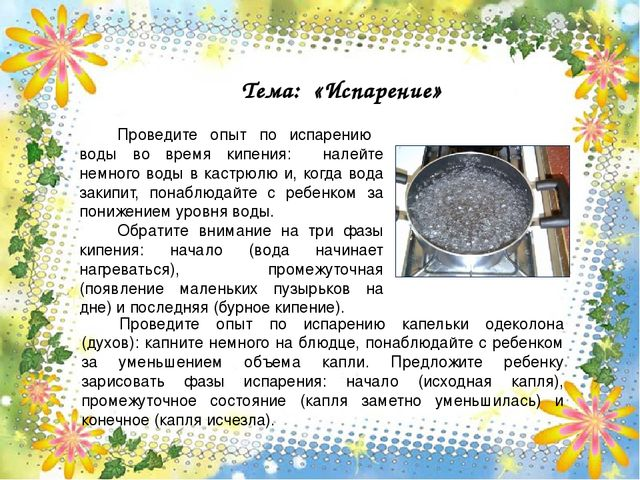 Тема: «Испарение»
Проведите опыт по испарению
воды во время кипения: налейте
немного воды в кастрюлю и, когда вода
закипит, понаблюдайте с ребенком за
понижением уровня воды.
Обратите внимание на три фазы
кипения: начало (вода начинает
нагреваться), промежуточная
(появление маленьких пузырьков на
дне) и последняя (бурное кипение).
Проведите опыт по испарению капельки одеколона
(духов): капните немного на блюдце, понаблюдайте с ребенком
за уменьшением объема капли. Предложите ребенку
зарисовать фазы испарения: начало (исходная капля),
промежуточное состояние (капля заметно уменьшилась) и
конечное (капля исчезла).